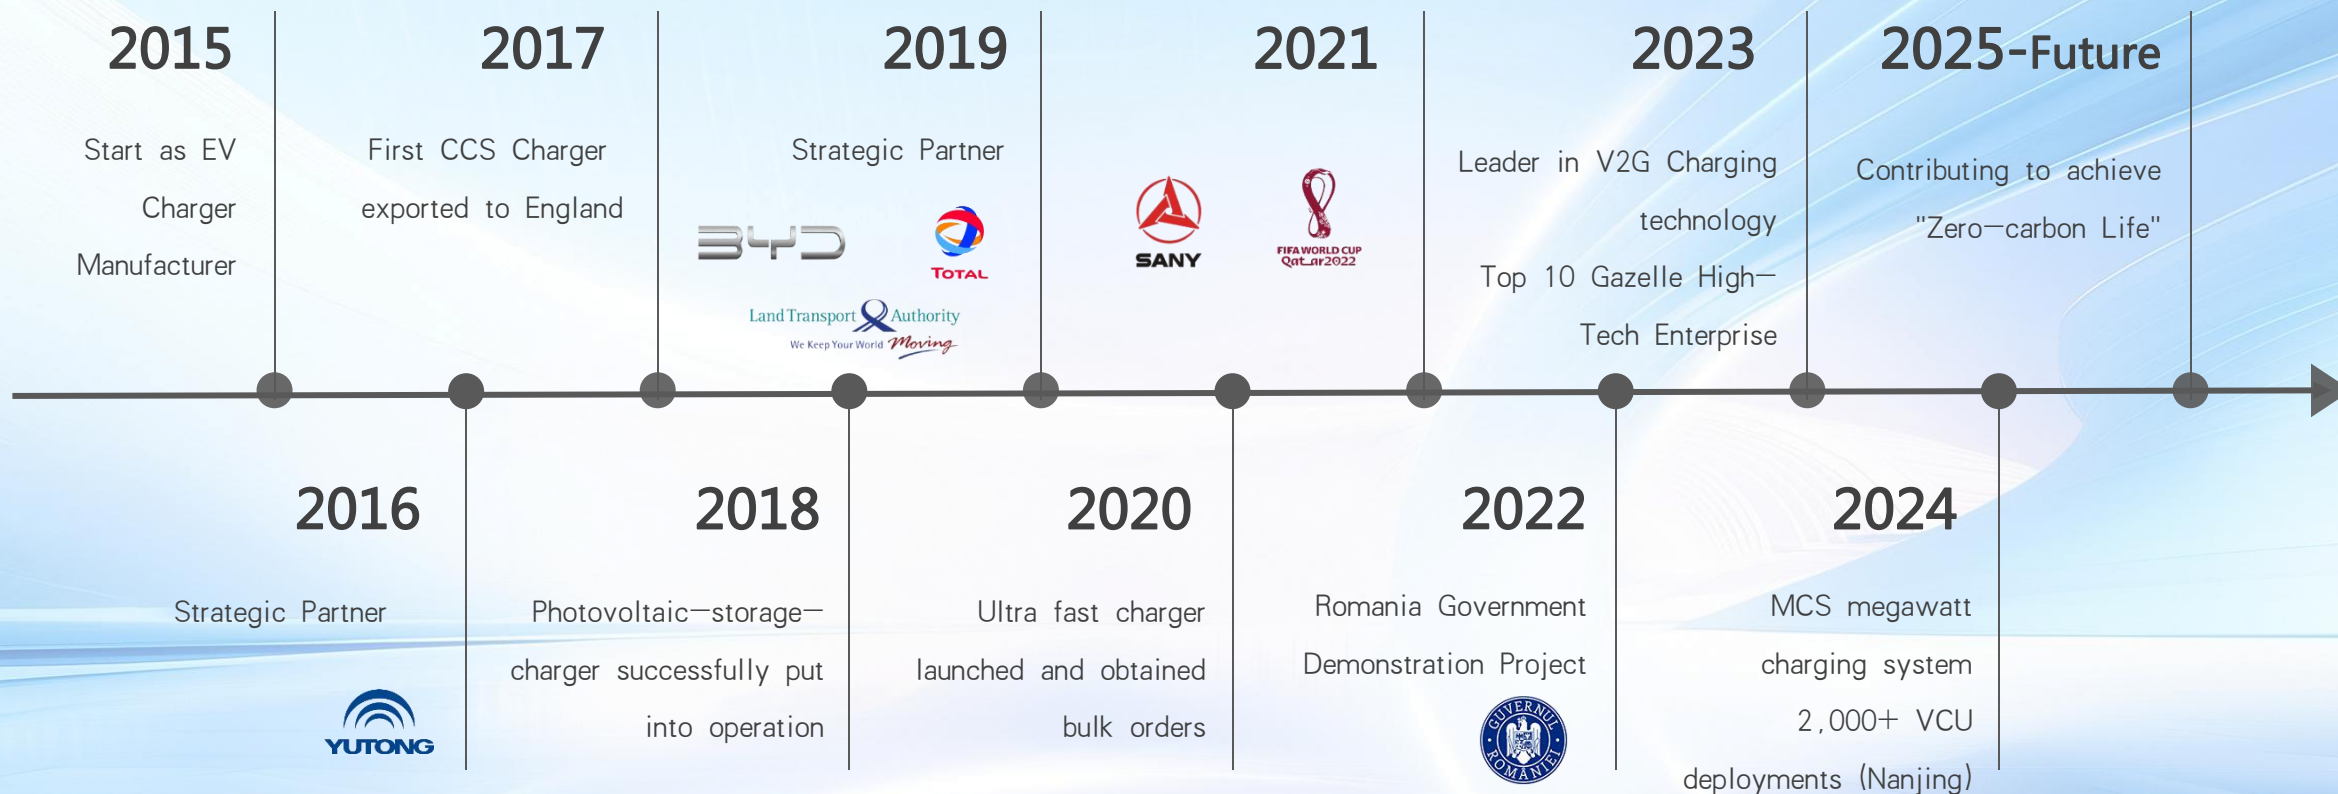 2015
Start as EV
Charger
Manufacturer
2017
First CCS Charger
exported to England
2019
Strategic Partner
BYD
TOTAL
Land Transport Authority
We Keep Your World Moving
2021
SANY
FIFA WORLD CUP
Qatar2022
2023
Leader in V2G Charging
technology
Top 10 Gazelle High-
Tech Enterprise
2025-Future
Contributing to achieve
"Zero-carbon Life"
2016
Strategic Partner
YUTONG
2018
Photovoltaic-storage-
charger successfully put
into operation
2020
Ultra fast charger
launched and obtained
bulk orders
2022
Romania Government
Demonstration Project
GUVERNUL
ROMÂNIEI
2024
MCS megawatt
charging system
2,000+ VCU
deployments (Nanjing)